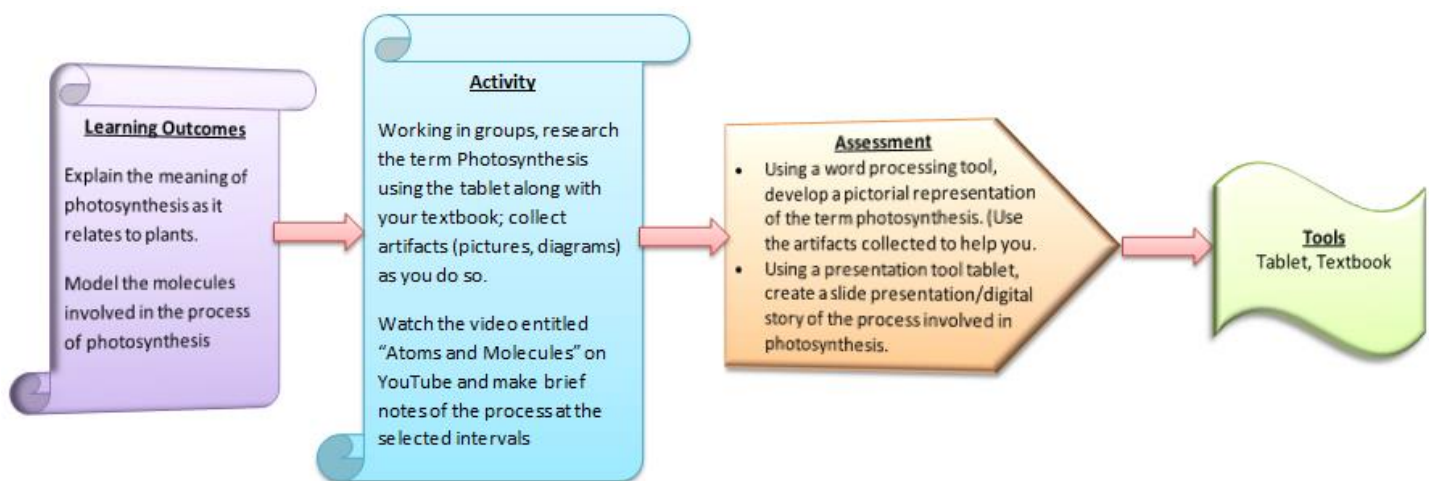 Learning Outcomes
Explain the meaning of
photosynthesis as it
relates to plants.
Model the molecules
involved in the process
of photosynthesis
Activity
Working in groups, research
the term Photosynthesis
using the tablet along with
your textbook; collect
artifacts (pictures, diagrams)
as you do so.
Watch the video entitled
“Atoms and Molecules” on
YouTube and make brief
notes of the process at the
selected intervals
Assessment
• Using a word processing tool,
develop a pictorial representation
of the term photosynthesis. (Use
the artifacts collected to help you.
• Using a presentation tool tablet,
create a slide presentation/digital
story of the process involved in
photosynthesis.
Tools
Tablet, Textbook